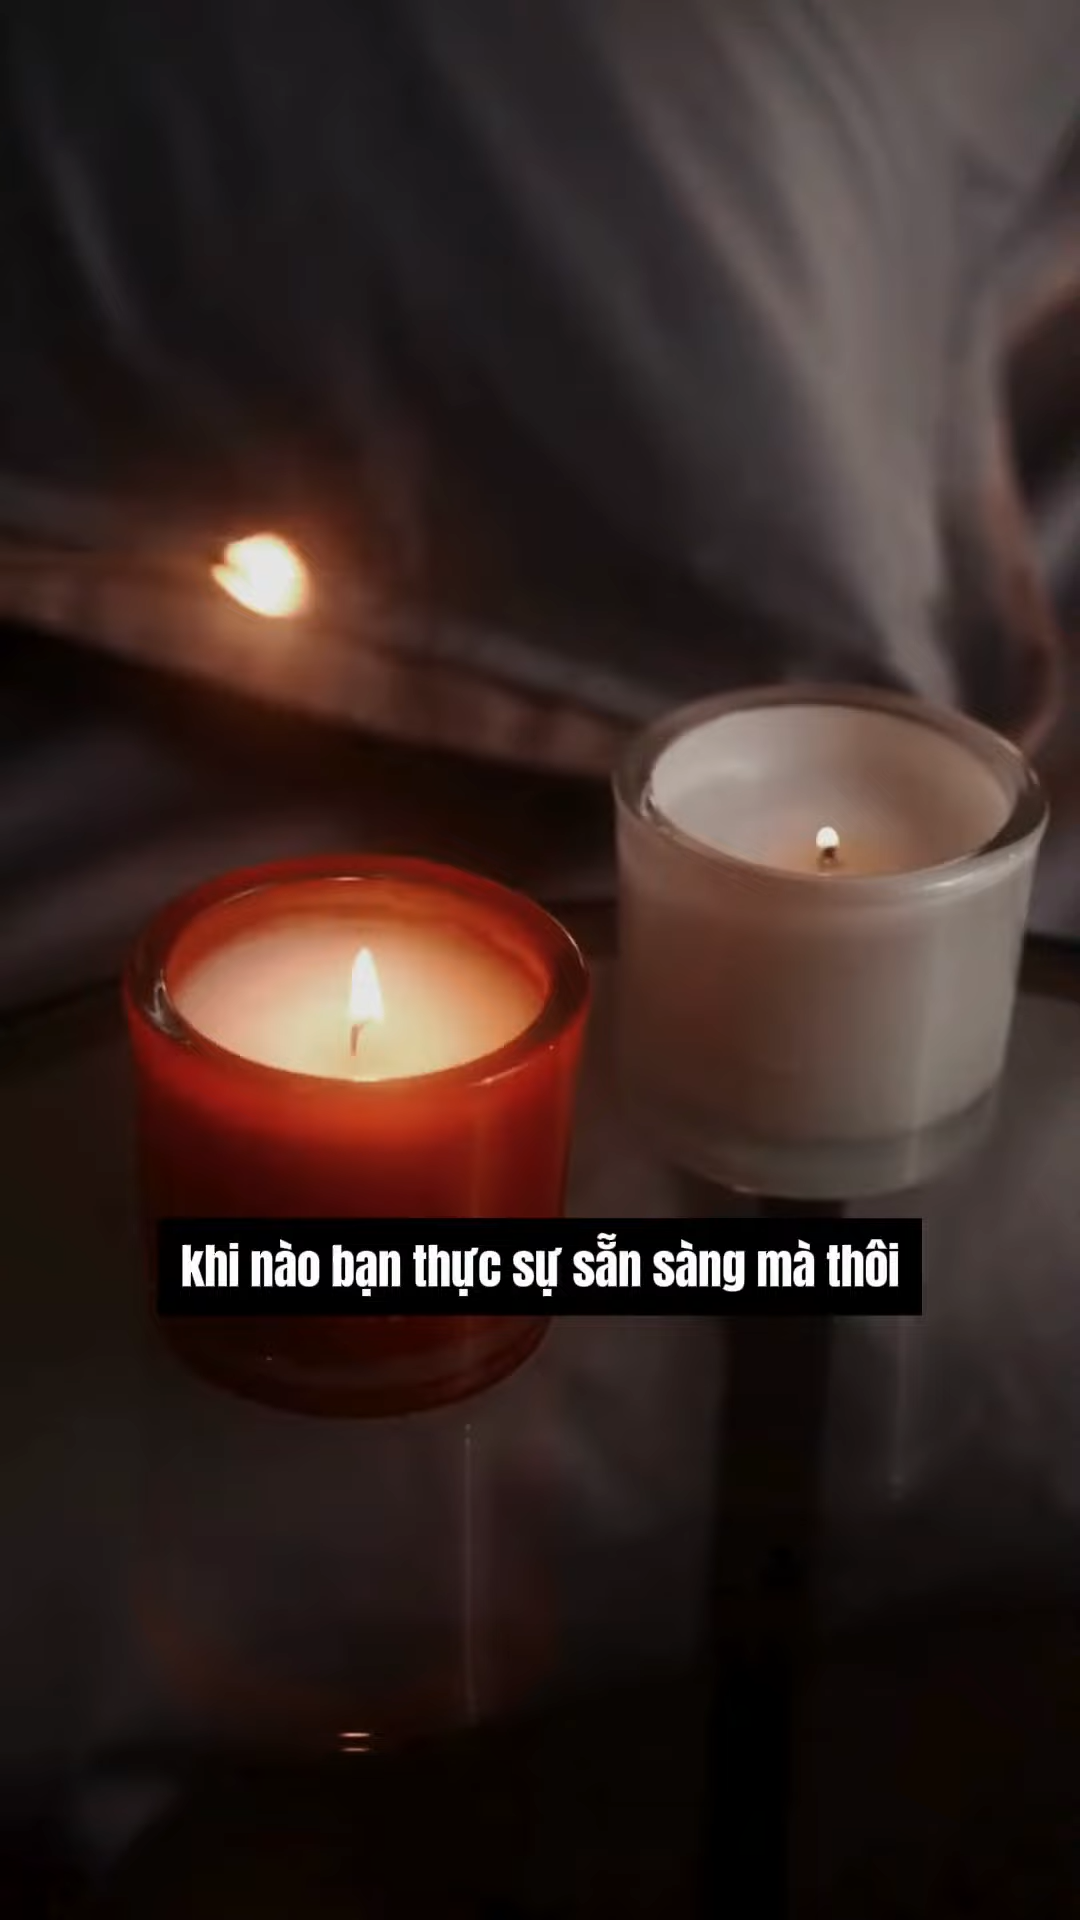 khi nào bạn thực sự sẵn sàng mà thôi